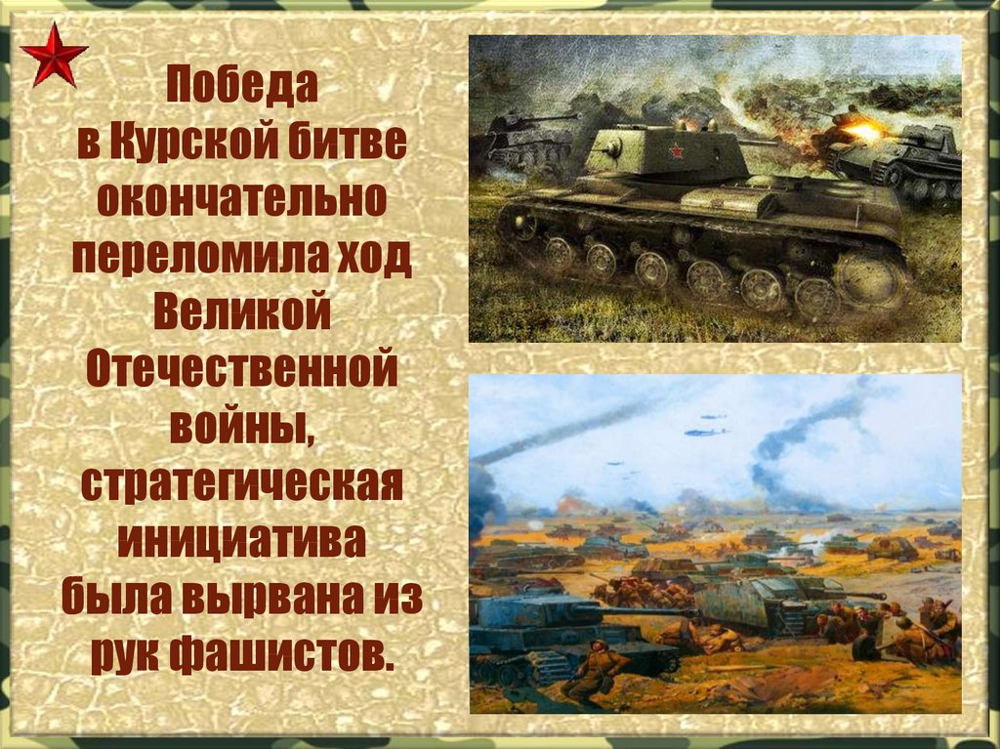 Победа
в Курской битве
окончательно
переломила ход
Великой
Отечественной
войны,
стратегическая
инициатива
была вырвана из
рук фашистов.